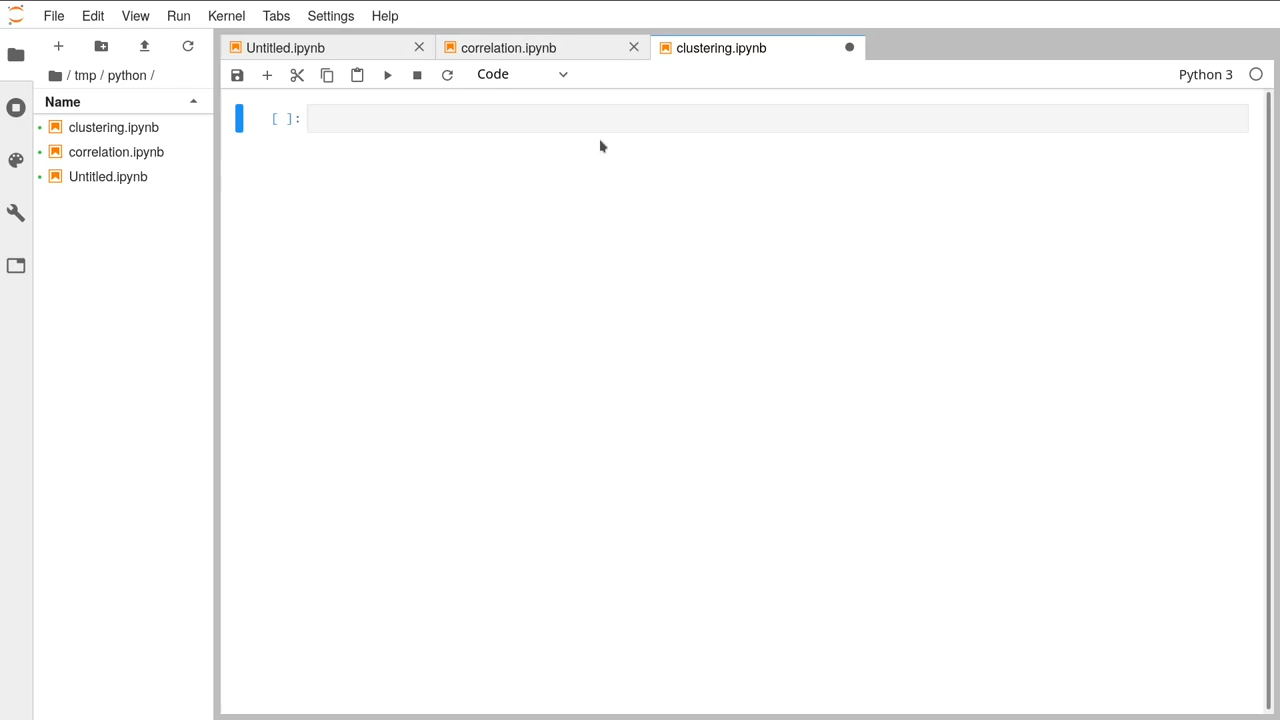 File Edit View Run Kernel Tabs Settings Help
Untitled.ipynb correlation.ipynb clustering.ipynb
/ tmp / python /
Code
Python 3
Name
clustering.ipynb
correlation.ipynb
Untitled.ipynb
[ ]: